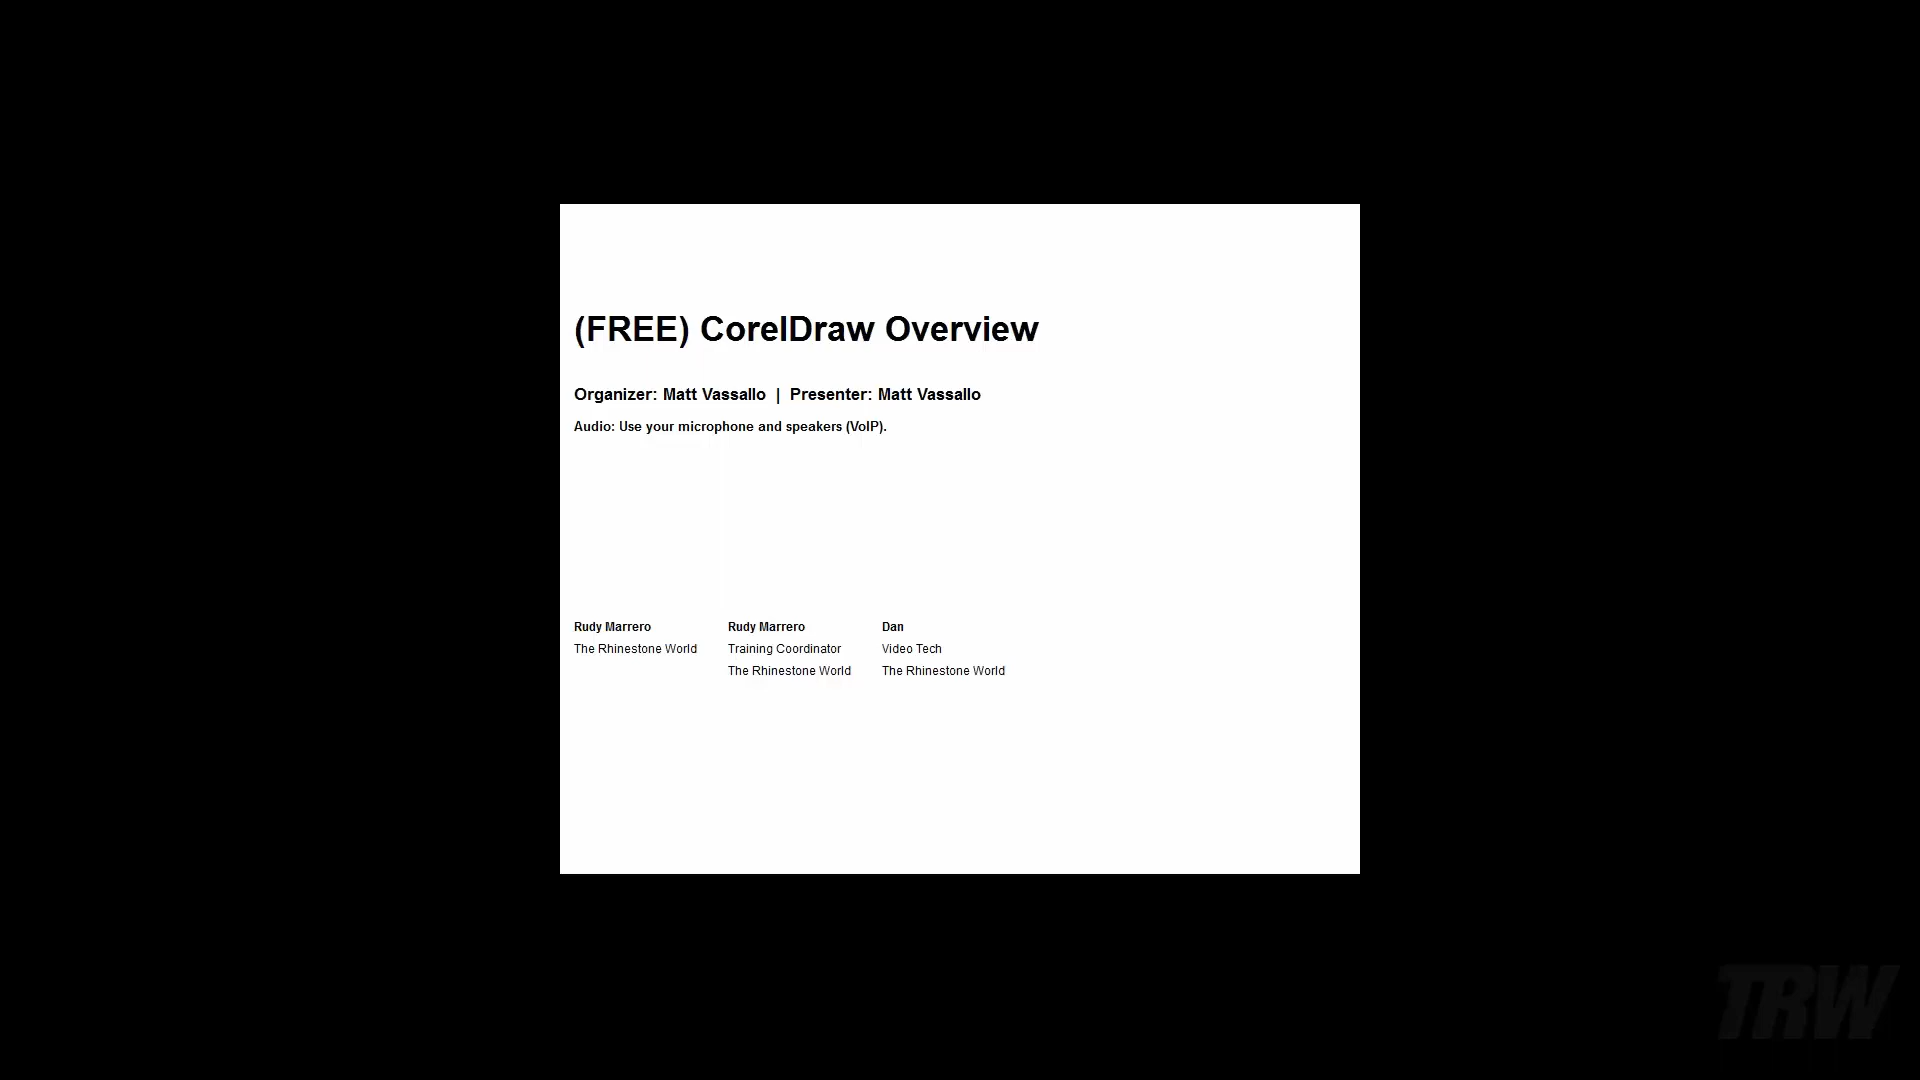 (FREE) CorelDraw Overview
Organizer: Matt Vassallo | Presenter: Matt Vassallo
Audio: Use your microphone and speakers (VoIP).
Rudy Marrero
The Rhinestone World
Rudy Marrero
Training Coordinator
The Rhinestone World
Dan
Video Tech
The Rhinestone World
TRW